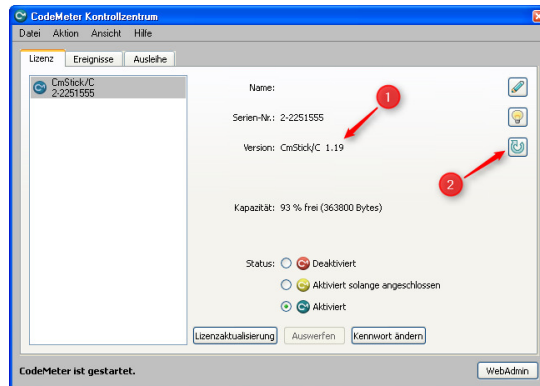 CodeMeter Kontrollzentrum
Datei Aktion Ansicht Hilfe
Lizenz Ereignisse Ausleihe
CmStick/C
2-2251555
Name:
1
Serien-Nr.: 2-2251555
Version: CmStick/C 1.19
2
Kapazität: 93 % frei (363800 Bytes)
Status: Deaktiviert
Aktiviert solange angeschlossen
Aktiviert
Lizenzaktualisierung Auswerfen Kennwort ändern
CodeMeter ist gestartet. WebAdmin